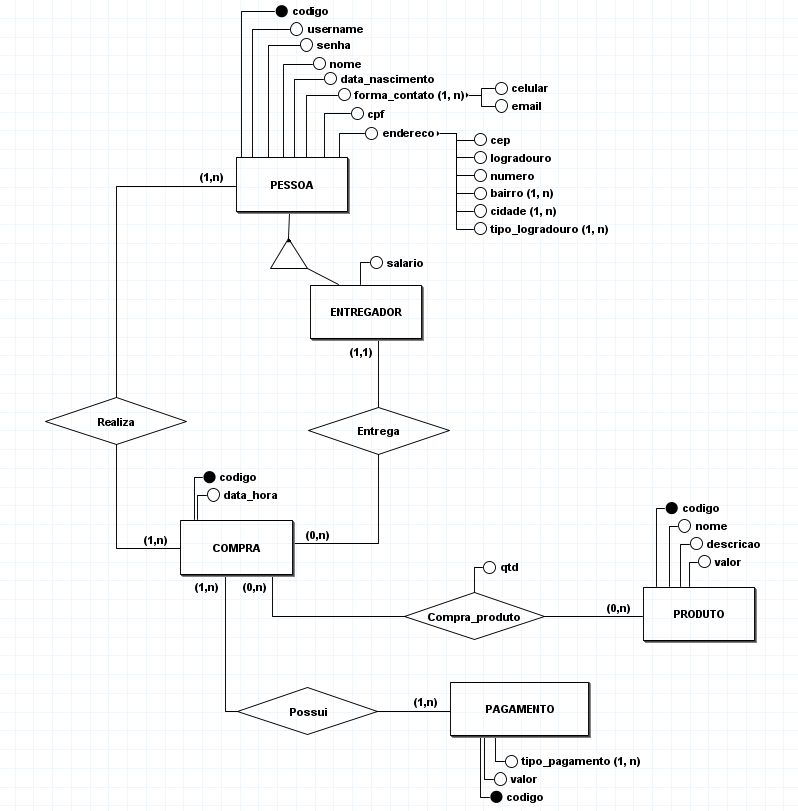 codigo
username
senha
nome
data_nascimento
forma_contato (1, n)
celular
email
cpf
endereco
cep
logradouro
numero
bairro (1, n)
cidade (1, n)
tipo_logradouro (1, n)
(1,n)
PESSOA
salario
ENTREGADOR
(1,1)
Realiza
Entrega
codigo
data_hora
(1,n)
COMPRA
(0,n)
(1,n)
(0,n)
codigo
nome
descricao
valor
qtd
Compra_produto
(0,n)
PRODUTO
Possui
(1,n)
PAGAMENTO
tipo_pagamento (1, n)
valor
codigo